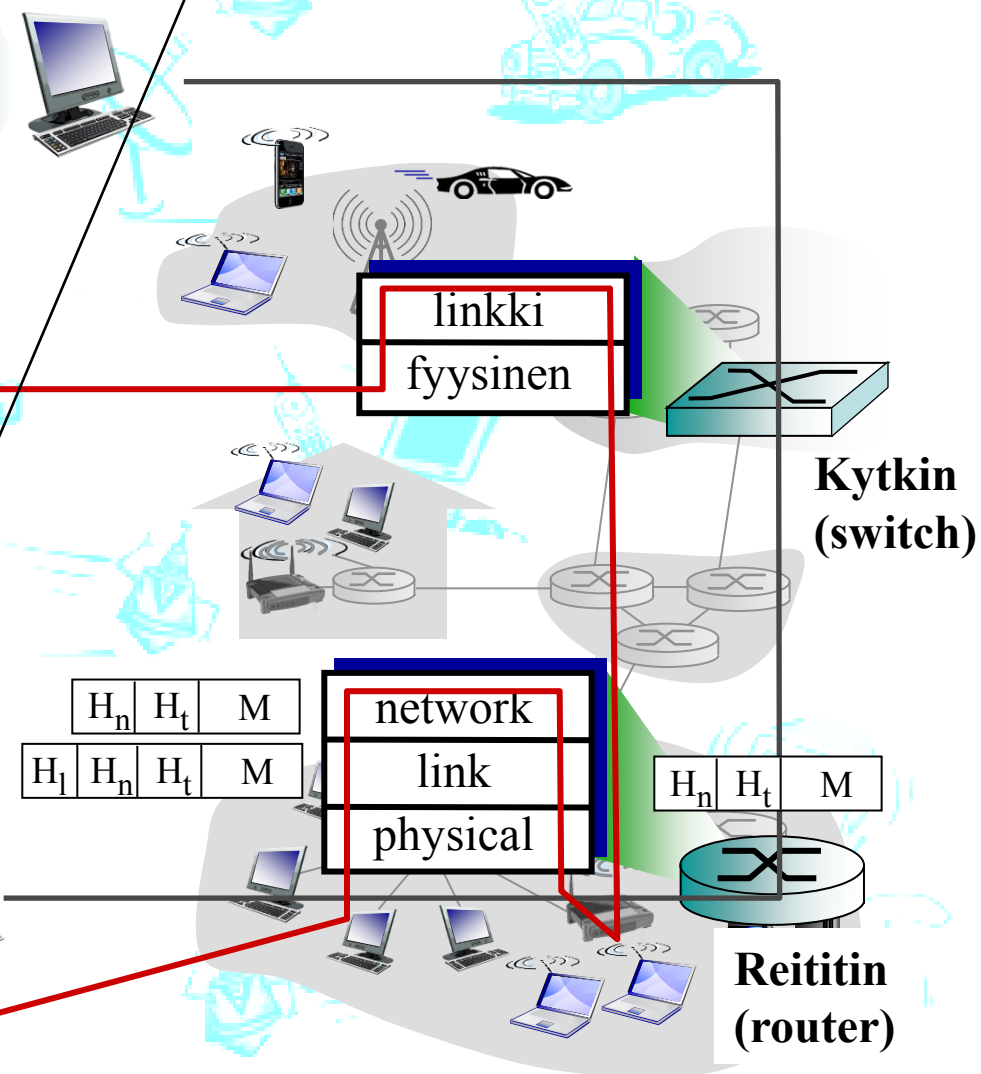 linkki
fyysinen
Kytkin
(switch)
Hn Ht M
network
Hl Hn Ht M
link
Hn Ht M
physical
Reititin
(router)